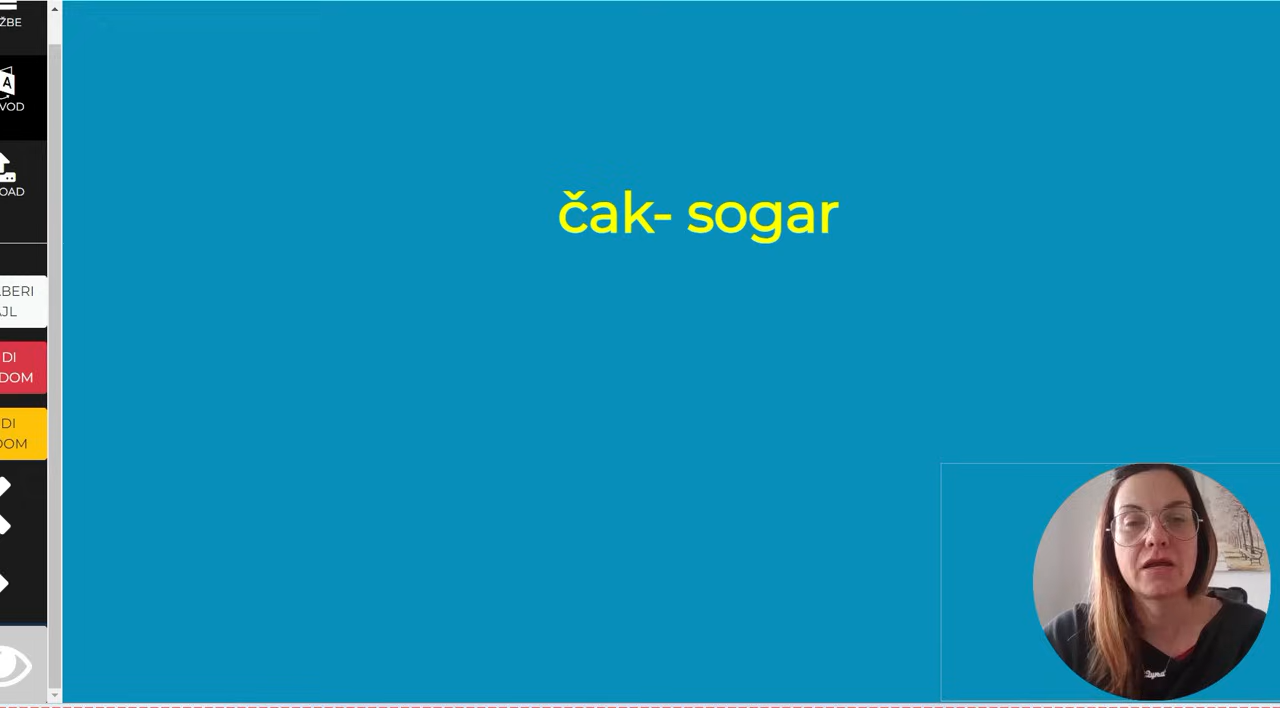 ŽBE
VOD
OAD
čak- sogar
BERI
JL
DI
DOM
DI
DOM